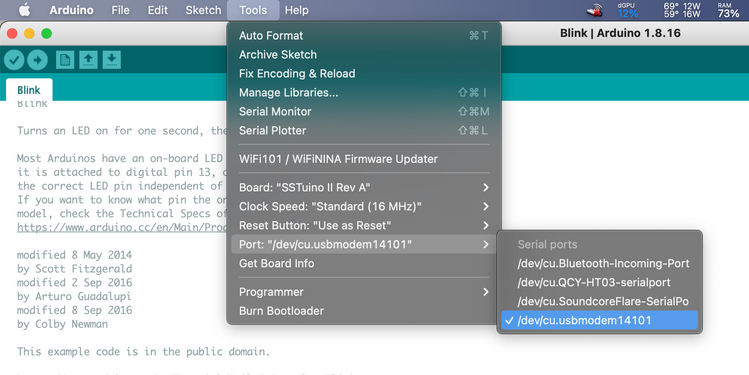 Arduino File Edit Sketch Tools Help
dGPU 69° 12W RAM
12% 59° 16W 73%
Blink | Arduino 1.8.16
Blink
Blink
Turns an LED on for one second, the
Most Arduinos have an on-board LED
it is attached to digital pin 13,
the correct LED pin independent of
If you want to know what pin the on
model, check the Technical Specs of
https://www.arduino.cc/en/Main/Prod
modified 8 May 2014
by Scott Fitzgerald
modified 2 Sep 2016
by Arturo Guadalupi
modified 8 Sep 2016
by Colby Newman
This example code is in the public domain.
Auto Format ⌘ T
Archive Sketch
Fix Encoding & Reload
Manage Libraries... ⇧⌘ I
Serial Monitor ⇧⌘M
Serial Plotter ⇧⌘ L
WiFi101 / WiFiNINA Firmware Updater
Board: "SSTuino II Rev A"
Clock Speed: "Standard (16 MHz)"
Reset Button: "Use as Reset"
Port: "/dev/cu.usbmodem14101"
Get Board Info
Programmer
Burn Bootloader
Serial ports
/dev/cu.Bluetooth-Incoming-Port
/dev/cu.QCY-HT03-serialport
/dev/cu.SoundcoreFlare-SerialPo
✓ /dev/cu.usbmodem14101